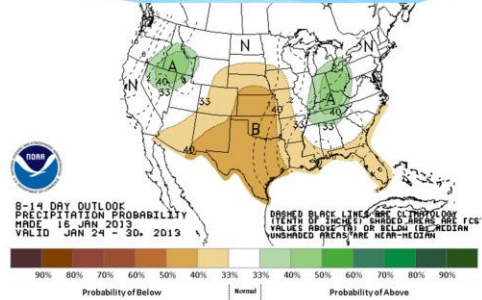 N
A
40
33
N
33
40
B
40
33
A
40
33
N
NOAA
8-14 DAY OUTLOOK
PRECIPITATION PROBABILITY
MADE 16 JAN 2013
VALID JAN 24 - 30, 2013
DASHED BLACK LINES ARE CLIMATOLOGY
(TENTH OF INCHES) SHADED AREAS ARE FCST
VALUES ABOVE (A) OR BELOW (B) MEDIAN
UNSHADED AREAS ARE NEAR-MEDIAN
90% 80% 70% 60% 50% 40% 33% 33% 40% 50% 60% 70% 80% 90%
Probability of Below Normal Probability of Above